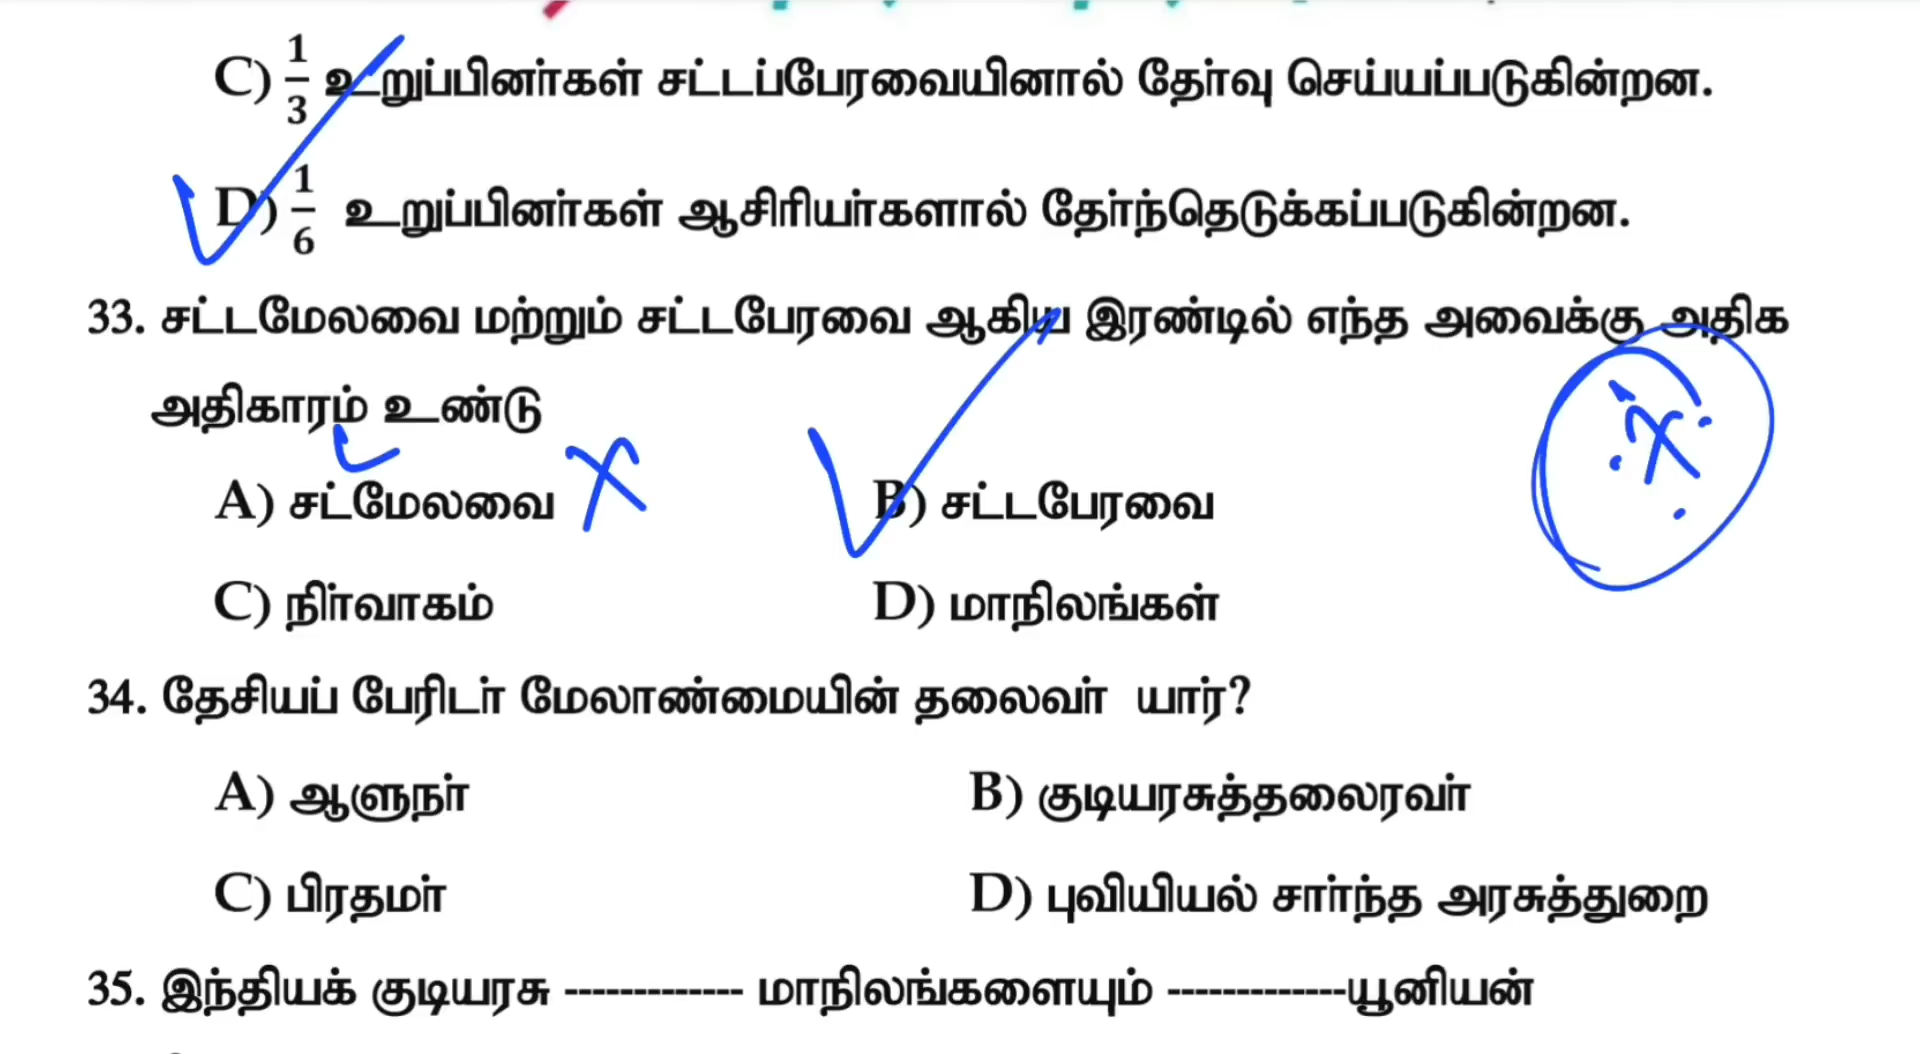 C) 1/3 உறுப்பினர்கள் சட்டப்பேரவையினால் தேர்வு செய்யப்படுகின்றன.
D) 1/6 உறுப்பினர்கள் ஆசிரியர்களால் தேர்ந்தெடுக்கப்படுகின்றன.
33. சட்டமேலவை மற்றும் சட்டபேரவை ஆகிய இரண்டில் எந்த அவைக்கு அதிக
அதிகாரம் உண்டு
A) சட்மேலவை B) சட்டபேரவை
C) நிர்வாகம் D) மாநிலங்கள்
34. தேசியப் பேரிடர் மேலாண்மையின் தலைவர் யார்?
A) ஆளுநர் B) குடியரசுத்தலைரவர்
C) பிரதமர் D) புவியியல் சார்ந்த அரசுத்துறை
35. இந்தியக் குடியரசு ------------- மாநிலங்களையும் -------------யூனியன்